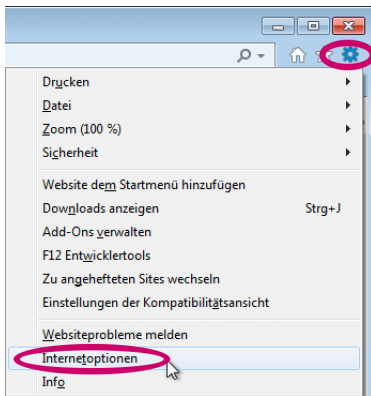 Drucken
Datei
Zoom (100 %)
Sicherheit
Website dem Startmenü hinzufügen
Downloads anzeigen Strg+J
Add-Ons verwalten
F12 Entwicklertools
Zu angehefteten Sites wechseln
Einstellungen der Kompatibilitätsansicht
Websiteprobleme melden
Internetoptionen
Info